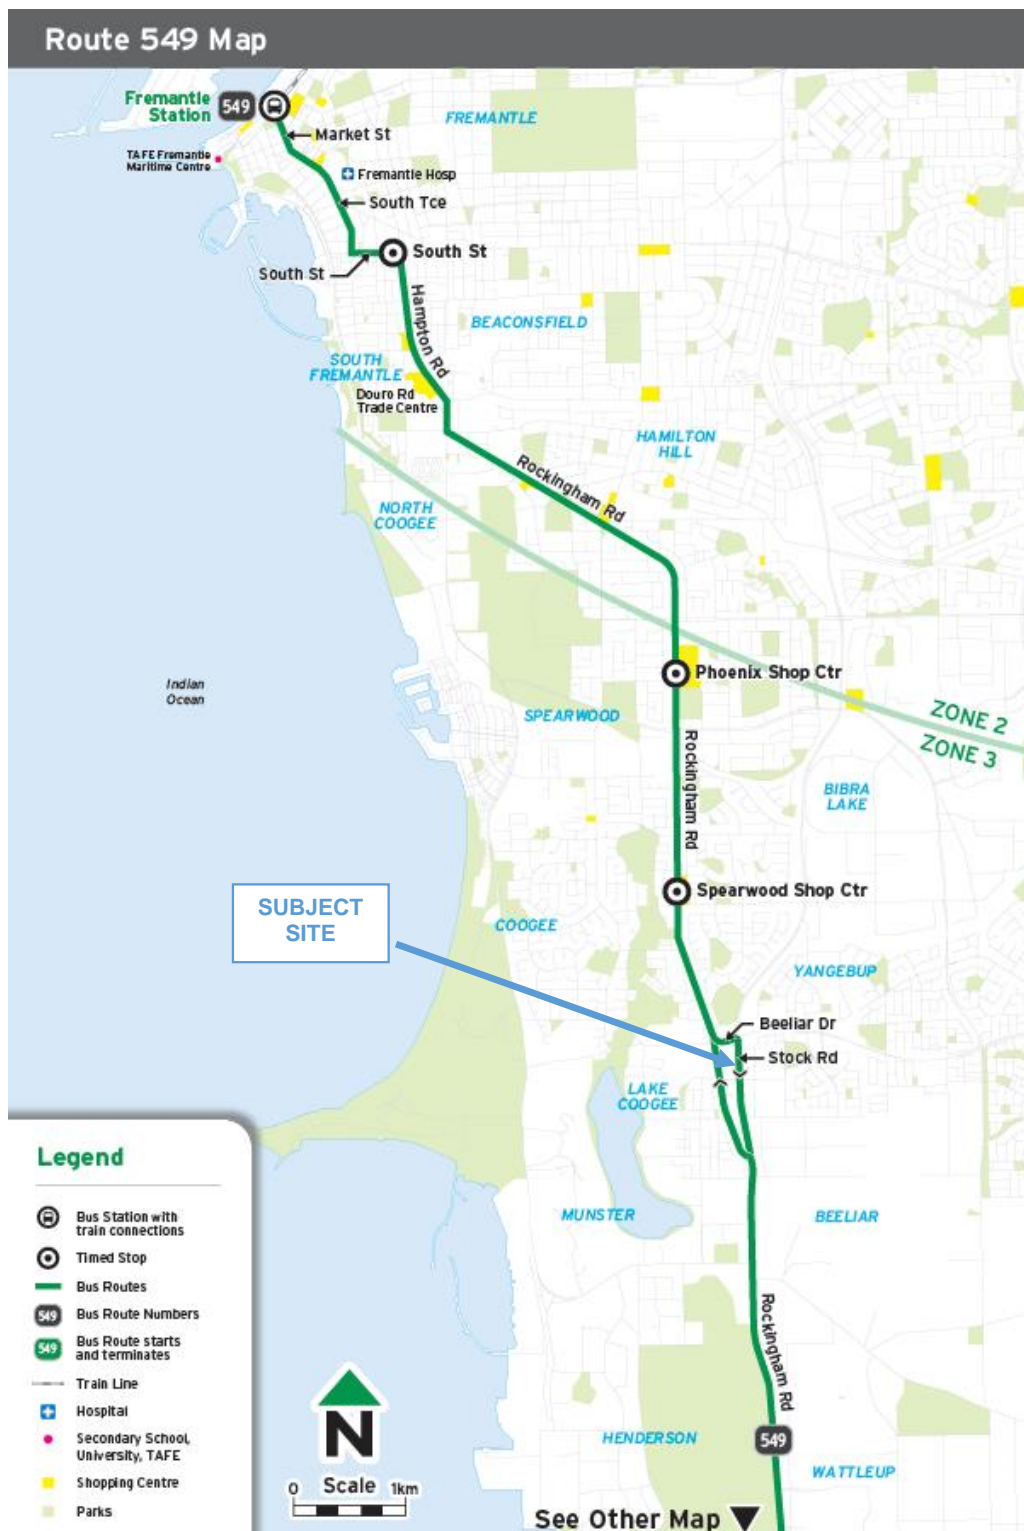 Route 549 Map
Fremantle
Station
549
Market St
FREMANTLE
TAFE Fremantle
Maritime Centre
Fremantle Hosp
South Tce
South St
South St
Hampton Rd
BEACONSFIELD
SOUTH
FREMANTLE
Douro Rd
Trade Centre
HAMILTON
HILL
Rockingham Rd
NORTH
COOGEE
Indian
Ocean
Phoenix Shop Ctr
SPEARWOOD
ZONE 2
ZONE 3
Rockingham Rd
BIBRA
LAKE
SUBJECT
SITE
Spearwood Shop Ctr
COOGEE
YANGEBUP
Beeliar Dr
Stock Rd
LAKE
COOGEE
MUNSTER
BEELIAR
Rockingham Rd
549
HENDERSON
WATTLEUP
See Other Map
Legend
Bus Station with
train connections
Timed Stop
Bus Routes
549
Bus Route Numbers
549
Bus Route starts
and terminates
Train Line
Hospital
Secondary School,
University, TAFE
Shopping Centre
Parks
N
0 Scale 1km